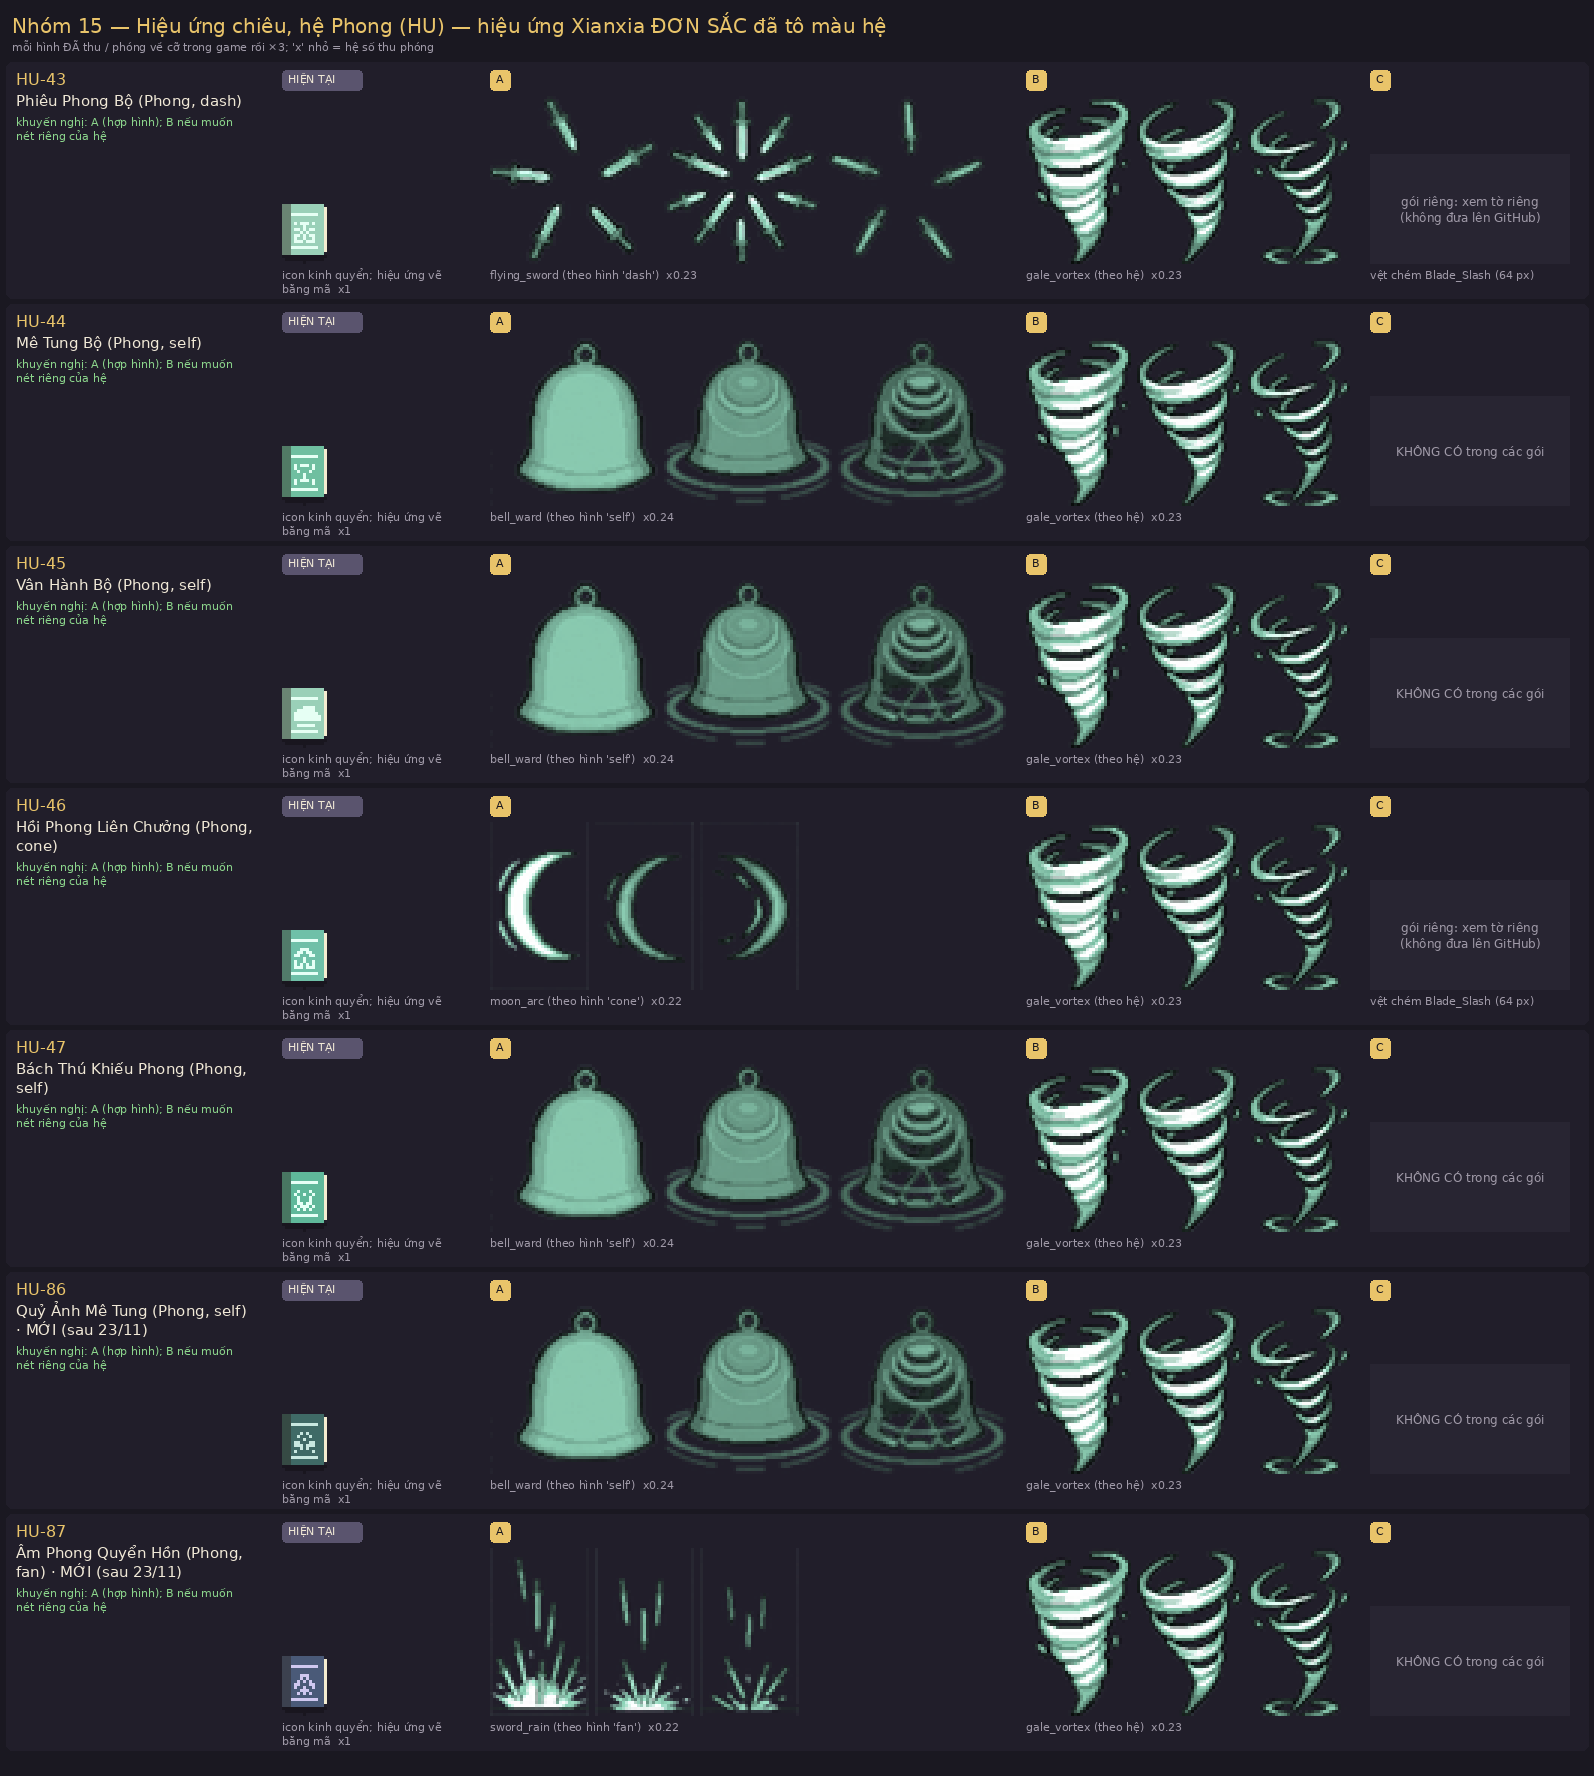 Nhóm 15 — Hiệu ứng chiêu, hệ Phong (HU) — hiệu ứng Xianxia ĐƠN SẮC đã tô màu hệ
mỗi hình ĐÃ thu / phóng về cỡ trong game rồi ×3; 'x' nhỏ = hệ số thu phóng
HU-43
Phiêu Phong Bộ (Phong, dash)
khuyến nghị: A (hợp hình); B nếu muốn
nét riêng của hệ
HIỆN TẠI
icon kinh quyển; hiệu ứng vẽ
bằng mã x1
A
flying_sword (theo hình 'dash') x0.23
B
gale_vortex (theo hệ) x0.23
C
gói riêng: xem tờ riêng
(không đưa lên GitHub)
vệt chém Blade_Slash (64 px)
HU-44
Mê Tung Bộ (Phong, self)
khuyến nghị: A (hợp hình); B nếu muốn
nét riêng của hệ
HIỆN TẠI
icon kinh quyển; hiệu ứng vẽ
bằng mã x1
A
bell_ward (theo hình 'self') x0.24
B
gale_vortex (theo hệ) x0.23
C
KHÔNG CÓ trong các gói
HU-45
Vân Hành Bộ (Phong, self)
khuyến nghị: A (hợp hình); B nếu muốn
nét riêng của hệ
HIỆN TẠI
icon kinh quyển; hiệu ứng vẽ
bằng mã x1
A
bell_ward (theo hình 'self') x0.24
B
gale_vortex (theo hệ) x0.23
C
KHÔNG CÓ trong các gói
HU-46
Hồi Phong Liên Chưởng (Phong,
cone)
khuyến nghị: A (hợp hình); B nếu muốn
nét riêng của hệ
HIỆN TẠI
icon kinh quyển; hiệu ứng vẽ
bằng mã x1
A
moon_arc (theo hình 'cone') x0.22
B
gale_vortex (theo hệ) x0.23
C
gói riêng: xem tờ riêng
(không đưa lên GitHub)
vệt chém Blade_Slash (64 px)
HU-47
Bách Thú Khiếu Phong (Phong,
self)
khuyến nghị: A (hợp hình); B nếu muốn
nét riêng của hệ
HIỆN TẠI
icon kinh quyển; hiệu ứng vẽ
bằng mã x1
A
bell_ward (theo hình 'self') x0.24
B
gale_vortex (theo hệ) x0.23
C
KHÔNG CÓ trong các gói
HU-86
Quỷ Ảnh Mê Tung (Phong, self)
· MỚI (sau 23/11)
khuyến nghị: A (hợp hình); B nếu muốn
nét riêng của hệ
HIỆN TẠI
icon kinh quyển; hiệu ứng vẽ
bằng mã x1
A
bell_ward (theo hình 'self') x0.24
B
gale_vortex (theo hệ) x0.23
C
KHÔNG CÓ trong các gói
HU-87
Âm Phong Quyển Hồn (Phong,
fan) · MỚI (sau 23/11)
khuyến nghị: A (hợp hình); B nếu muốn
nét riêng của hệ
HIỆN TẠI
icon kinh quyển; hiệu ứng vẽ
bằng mã x1
A
sword_rain (theo hình 'fan') x0.22
B
gale_vortex (theo hệ) x0.23
C
KHÔNG CÓ trong các gói